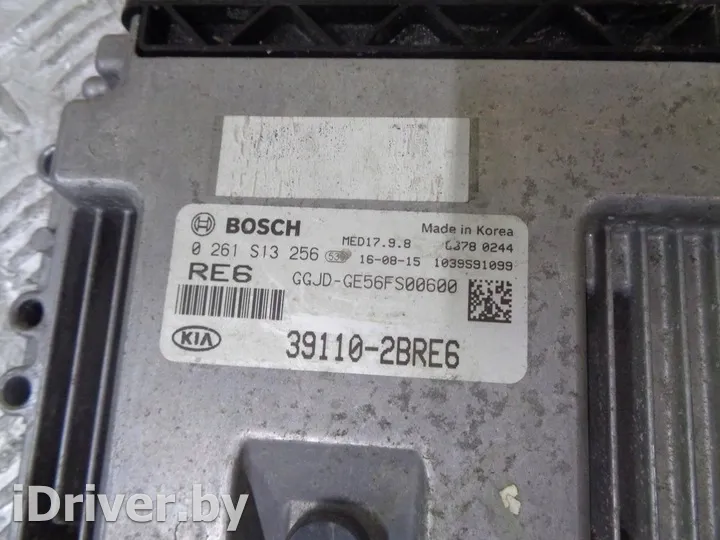 BOSCH
MED17.9.8
Made in Korea
0 261 S13 256
16-08-15
0244
1039S91099
RE6
GGJD-GE56FS00600
KIA
39110-2BRE6
iDriver.by